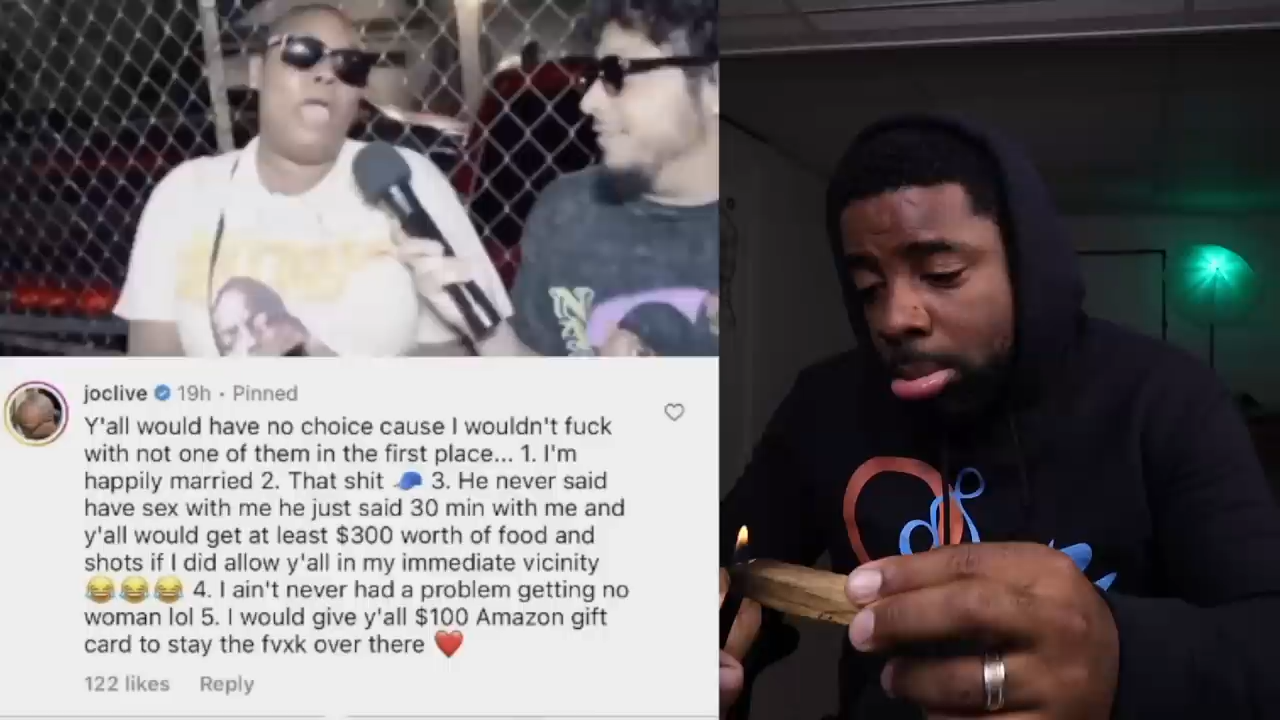 joclive 19h · Pinned
Y'all would have no choice cause I wouldn't fuck
with not one of them in the first place... 1. I'm
happily married 2. That shit 🧢 3. He never said
have sex with me he just said 30 min with me and
y'all would get at least $300 worth of food and
shots if I did allow y'all in my immediate vicinity
😂😂😂 4. I ain't never had a problem getting no
woman lol 5. I would give y'all $100 Amazon gift
card to stay the fvxk over there ❤️
122 likes Reply